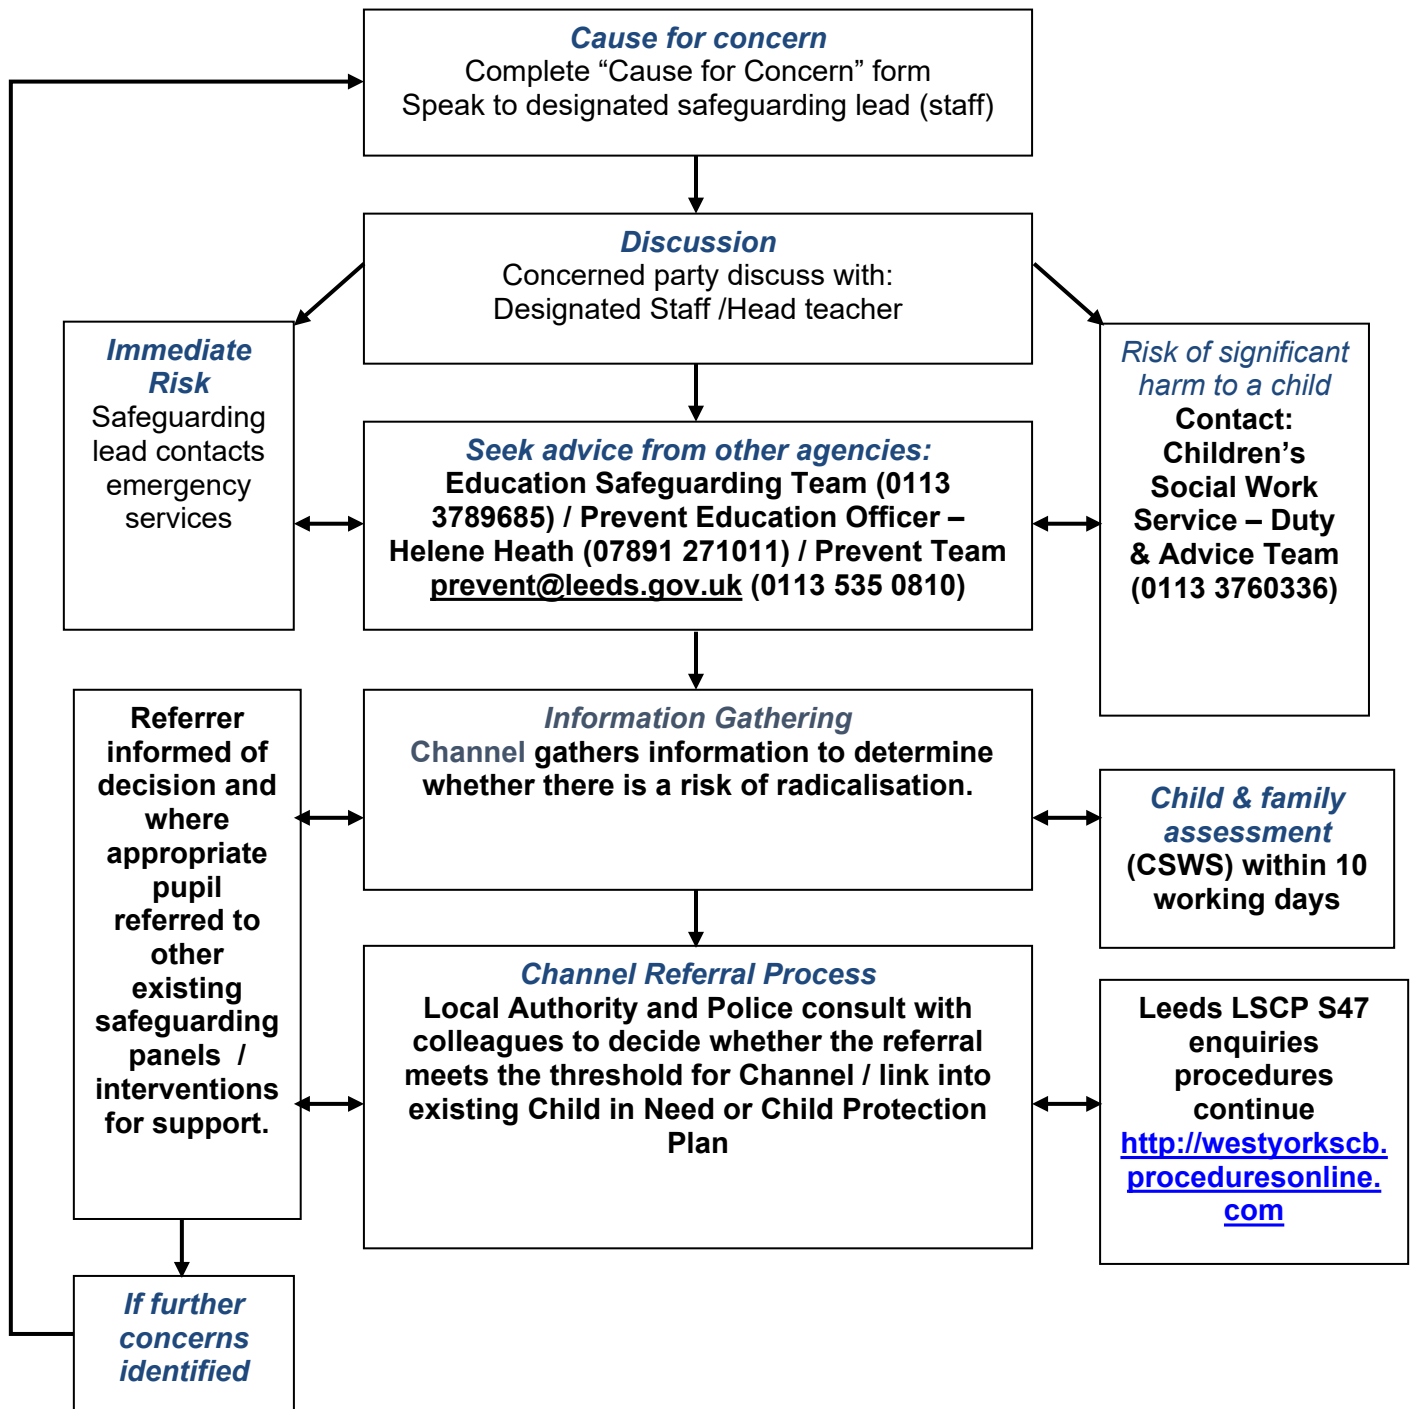 Cause for concern
Complete “Cause for Concern” form
Speak to designated safeguarding lead (staff)
Discussion
Concerned party discuss with:
Designated Staff /Head teacher
Immediate
Risk
Safeguarding
lead contacts
emergency
services
Seek advice from other agencies:
Education Safeguarding Team (0113
3789685) / Prevent Education Officer –
Helene Heath (07891 271011) / Prevent Team
prevent@leeds.gov.uk (0113 535 0810)
Risk of significant
harm to a child
Contact:
Children’s
Social Work
Service – Duty
& Advice Team
(0113 3760336)
Referrer
informed of
decision and
where
appropriate
pupil
referred to
other
existing
safeguarding
panels  /
interventions
for support.
Information Gathering
Channel gathers information to determine
whether there is a risk of radicalisation.
Child & family
assessment
(CSWS) within 10
working days
Channel Referral Process
Local Authority and Police consult with
colleagues to decide whether the referral
meets the threshold for Channel / link into
existing Child in Need or Child Protection
Plan
Leeds LSCP S47
enquiries
procedures
continue
http://westyorkscb.
proceduresonline.
com
If further
concerns
identified